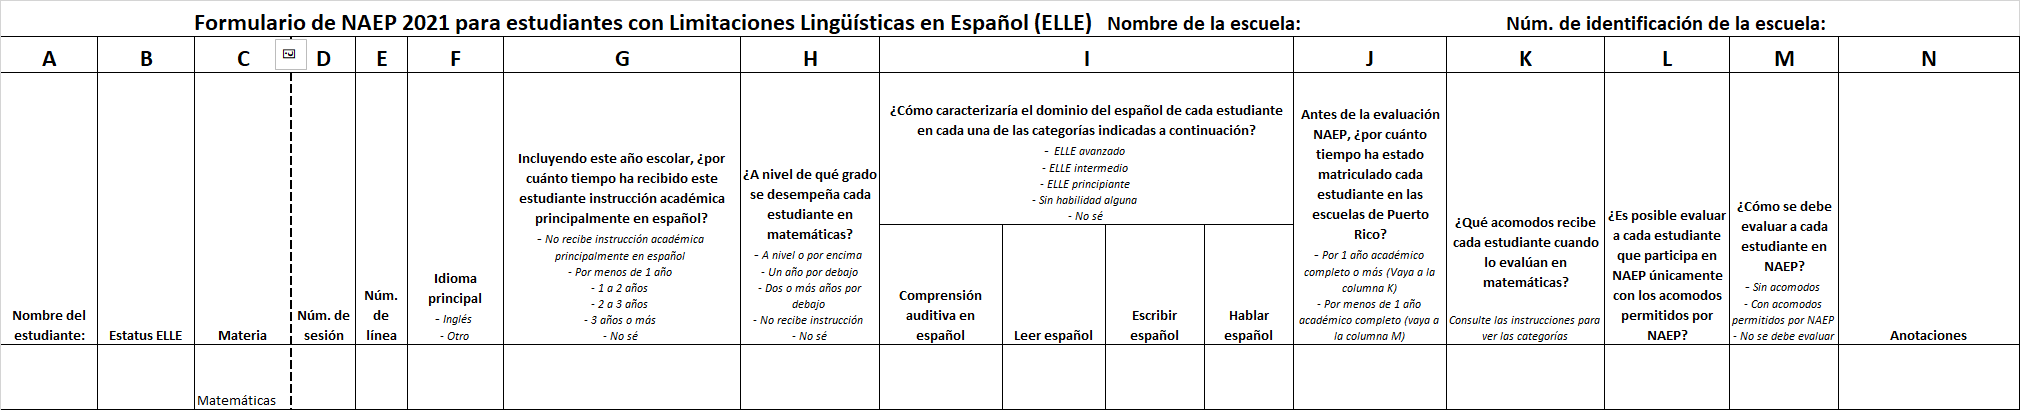 Formulario de NAEP 2021 para estudiantes con Limitaciones Lingüísticas en Español (ELLE) Nombre de la escuela: Núm. de identificación de la escuela:
A B C D E F G H I J K L M N
Nombre del
estudiante:
Estatus ELLE
Materia
Núm. de
sesión
Núm.
de
línea
Idioma
principal
- Inglés
- Otro
Incluyendo este año escolar, ¿por
cuánto tiempo ha recibido este
estudiante instrucción académica
principalmente en español?
- No recibe instrucción académica
principalmente en español
- Por menos de 1 año
- 1 a 2 años
- 2 a 3 años
- 3 años o más
- No sé
¿A nivel de qué grado
se desempeña cada
estudiante en
matemáticas?
- A nivel o por encima
- Un año por debajo
- Dos o más años por
debajo
- No recibe instrucción
- No sé
¿Cómo caracterizaría el dominio del español de cada estudiante
en cada una de las categorías indicadas a continuación?
- ELLE avanzado
- ELLE intermedio
- ELLE principiante
- Sin habilidad alguna
- No sé
Comprensión
auditiva en
español
Leer español
Escribir
español
Hablar
español
Antes de la evaluación
NAEP, ¿por cuánto
tiempo ha estado
matriculado cada
estudiante en las
escuelas de Puerto
Rico?
- Por 1 año académico
completo o más (Vaya a la
columna K)
- Por menos de 1 año
académico completo (vaya a
la columna M)
¿Qué acomodos recibe
cada estudiante cuando
lo evalúan en
matemáticas?
Consulte las instrucciones para
ver las categorías
¿Es posible evaluar
a cada estudiante
que participa en
NAEP únicamente
con los acomodos
permitidos por
NAEP?
¿Cómo se debe
evaluar a cada
estudiante en
NAEP?
- Sin acomodos
- Con acomodos
permitidos por NAEP
- No se debe evaluar
Anotaciones
Matemáticas